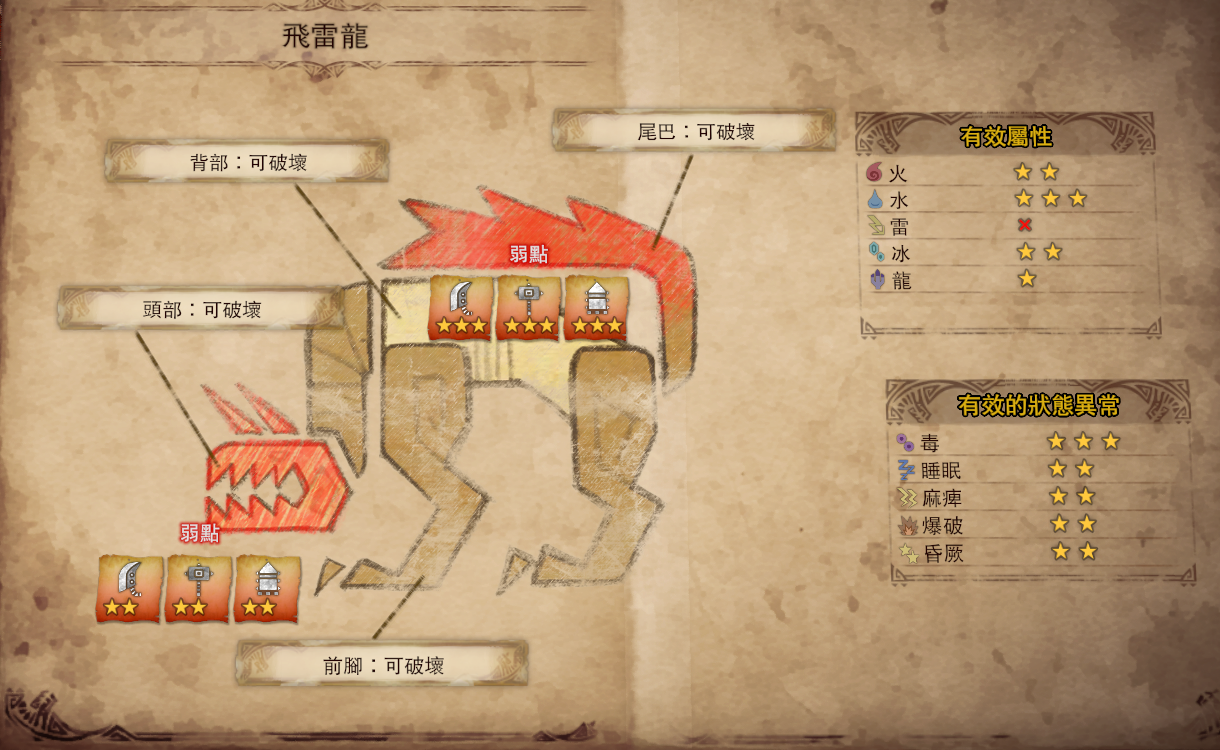 飛雷龍
尾巴：可破壞
背部：可破壞
弱點
頭部：可破壞
弱點
前腳：可破壞
有效屬性
火
水
雷
冰
龍
有效的狀態異常
毒
睡眠
麻痺
爆破
昏厥